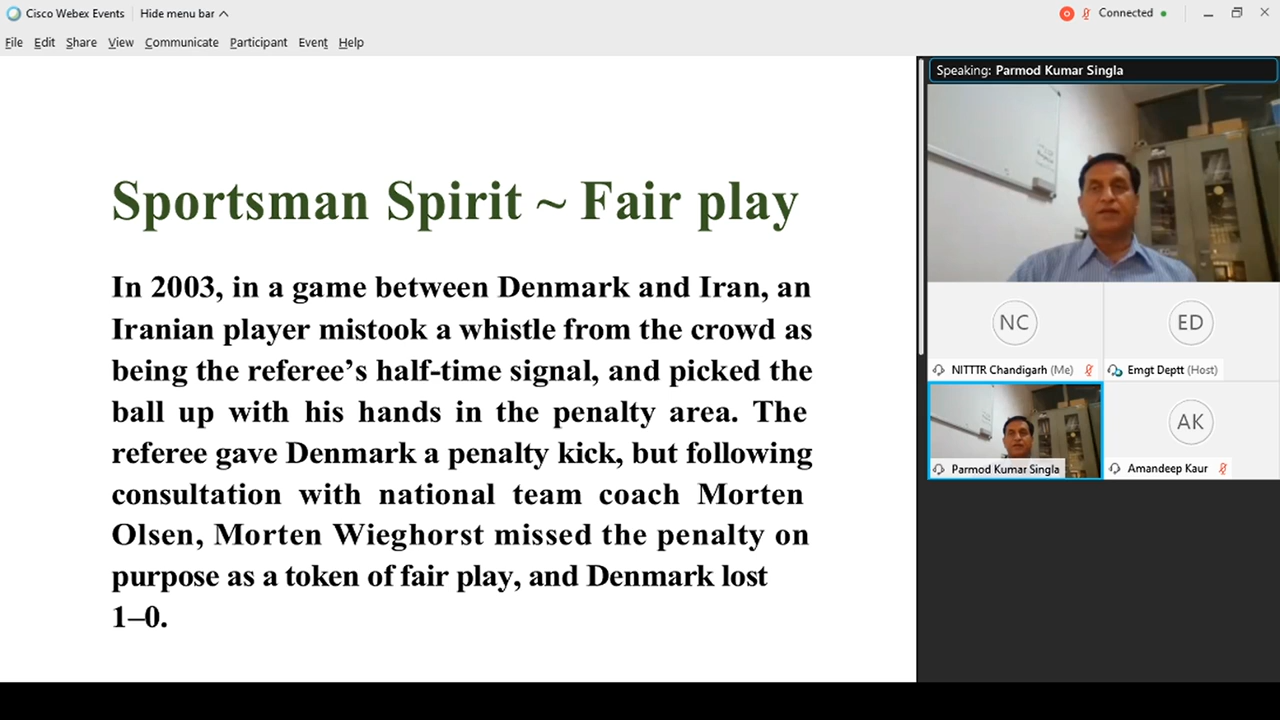 Cisco Webex Events
Hide menu bar
Connected
File Edit Share View Communicate Participant Event Help
Sportsman Spirit ~ Fair play
In 2003, in a game between Denmark and Iran, an
Iranian player mistook a whistle from the crowd as
being the referee's half-time signal, and picked the
ball up with his hands in the penalty area. The
referee gave Denmark a penalty kick, but following
consultation with national team coach Morten
Olsen, Morten Wieghorst missed the penalty on
purpose as a token of fair play, and Denmark lost
1–0.
Speaking: Parmod Kumar Singla
NC
NITTTR Chandigarh (Me)
ED
Emgt Deptt (Host)
Parmod Kumar Singla
AK
Amandeep Kaur